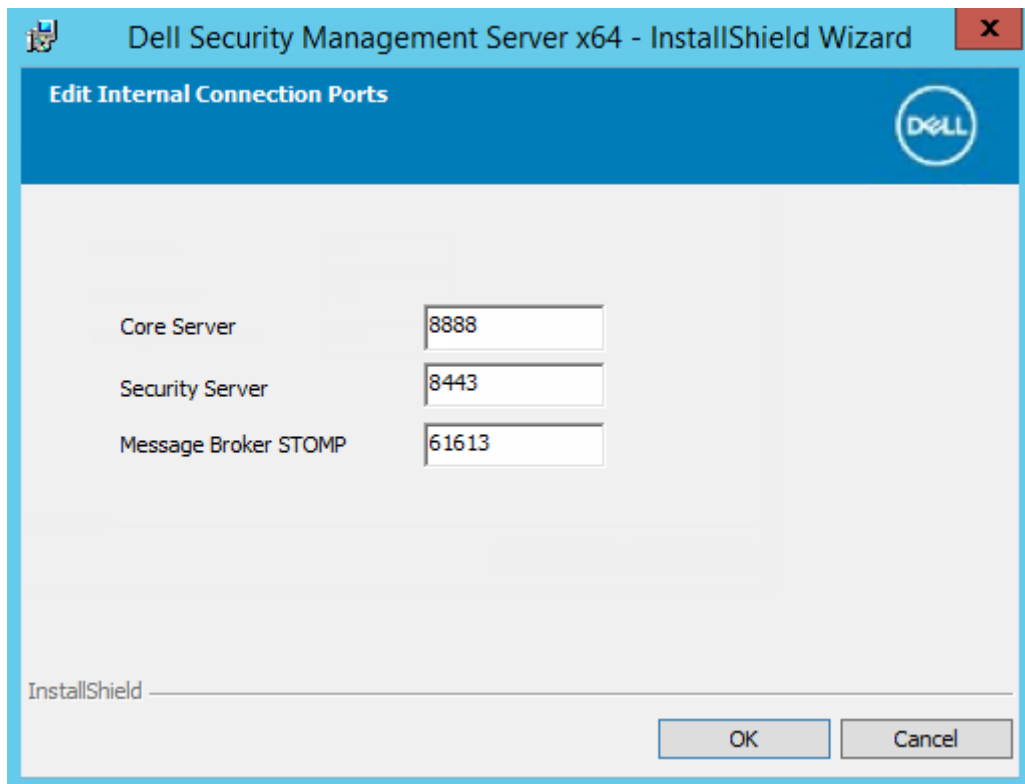 Dell Security Management Server x64 - InstallShield Wizard x
Edit Internal Connection Ports
DELL
Core Server 8888
Security Server 8443
Message Broker STOMP 61613
InstallShield
OK Cancel